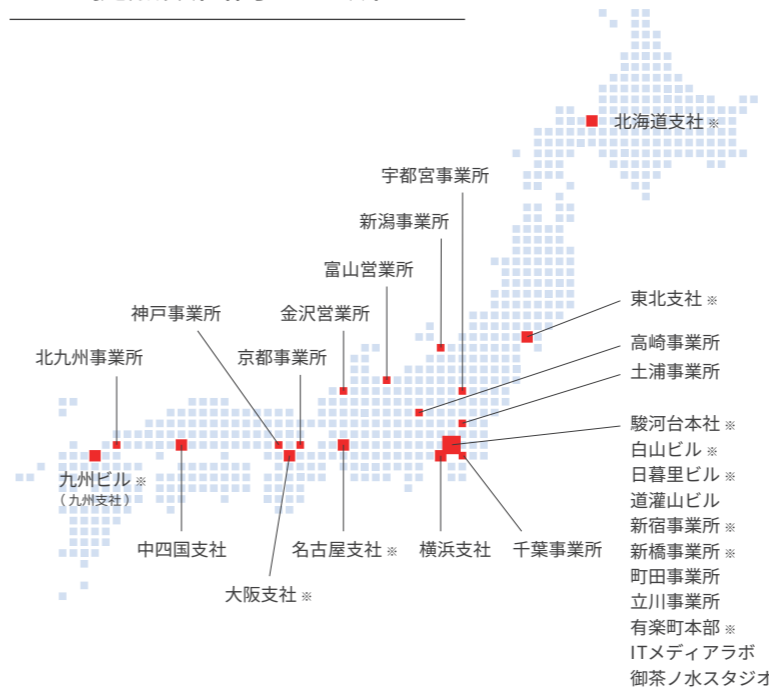 北海道支社 ※
宇都宮事業所
新潟事業所
富山営業所
神戸事業所
金沢営業所
東北支社 ※
高崎事業所
北九州事業所
京都事業所
土浦事業所
駿河台本社 ※
白山ビル ※
日暮里ビル ※
道灌山ビル
新宿事業所 ※
新橋事業所 ※
町田事業所
立川事業所
有楽町本部 ※
ITメディアラボ
御茶ノ水スタジオ
九州ビル ※
（九州支社）
中四国支社
名古屋支社 ※
横浜支社
千葉事業所
大阪支社 ※